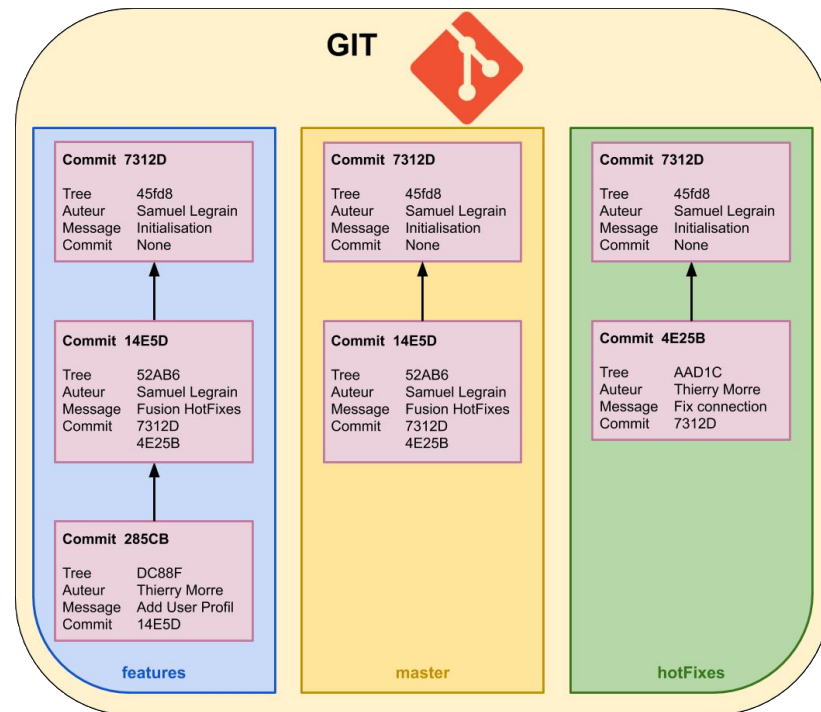 GIT
Commit 7312D
Tree 45fd8
Auteur Samuel Legrain
Message Initialisation
Commit None
Commit 14E5D
Tree 52AB6
Auteur Samuel Legrain
Message Fusion HotFixes
Commit 7312D
4E25B
Commit 285CB
Tree DC88F
Auteur Thierry Morre
Message Add User Profil
Commit 14E5D
features
Commit 7312D
Tree 45fd8
Auteur Samuel Legrain
Message Initialisation
Commit None
Commit 14E5D
Tree 52AB6
Auteur Samuel Legrain
Message Fusion HotFixes
Commit 7312D
4E25B
master
Commit 7312D
Tree 45fd8
Auteur Samuel Legrain
Message Initialisation
Commit None
Commit 4E25B
Tree AAD1C
Auteur Thierry Morre
Message Fix connection
Commit 7312D
hotFixes